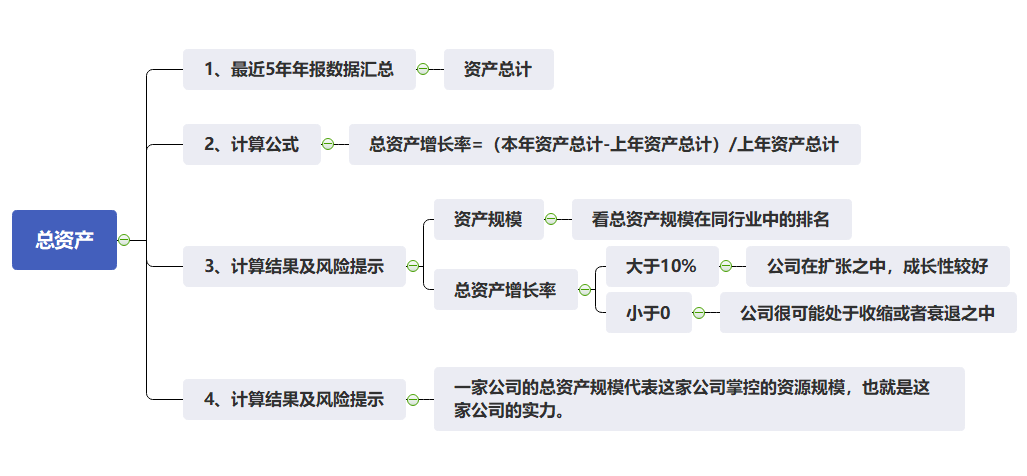 总资产
1、最近5年年报数据汇总
资产总计
2、计算公式
总资产增长率=（本年资产总计-上年资产总计）/上年资产总计
3、计算结果及风险提示
资产规模
看总资产规模在同行业中的排名
总资产增长率
大于10%
公司在扩张之中，成长性较好
小于0
公司很可能处于收缩或者衰退之中
4、计算结果及风险提示
一家公司的总资产规模代表这家公司掌控的资源规模，也就是这
家公司的实力。